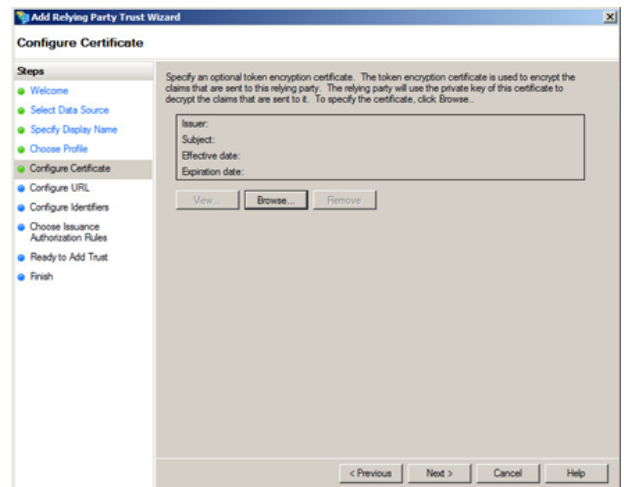 Add Relying Party Trust Wizard
Configure Certificate
Steps
Welcome
Select Data Source
Specify Display Name
Choose Profile
Configure Certificate
Configure URL
Configure Identifiers
Choose Issuance
Authorization Rules
Ready to Add Trust
Finish
Specify an optional token encryption certificate. The token encryption certificate is used to encrypt the
claims that are sent to this relying party. The relying party will use the private key of this certificate to
decrypt the claims that are sent to it. To specify the certificate, click Browse..
Issuer:
Subject:
Effective date:
Expiration date:
View...
Browse...
Remove
< Previous
Next >
Cancel
Help